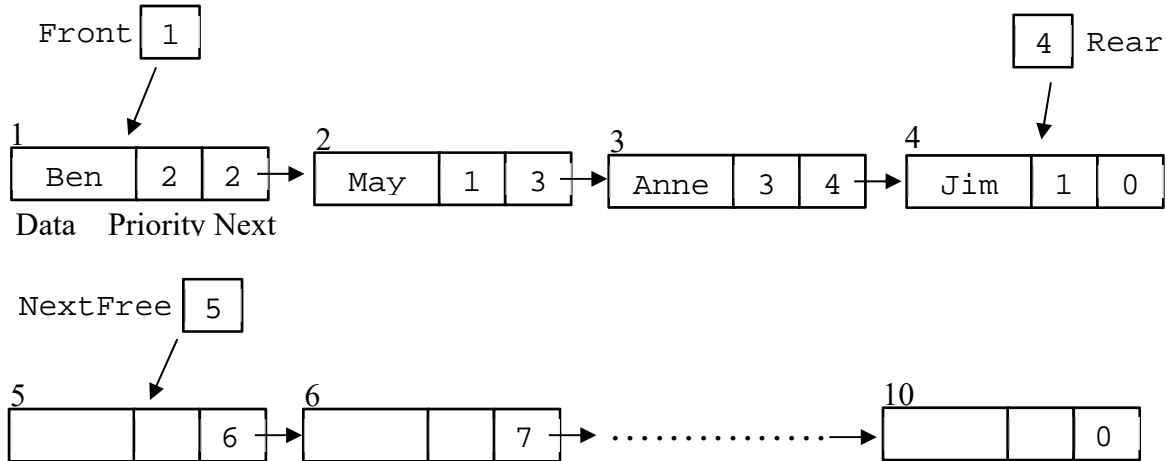 Front 1
4 Rear
1 2 3 4
Ben 2 2 May 1 3 Anne 3 4 Jim 1 0
Data Priority Next
NextFree 5
5 6 10
6 7 .................. 0